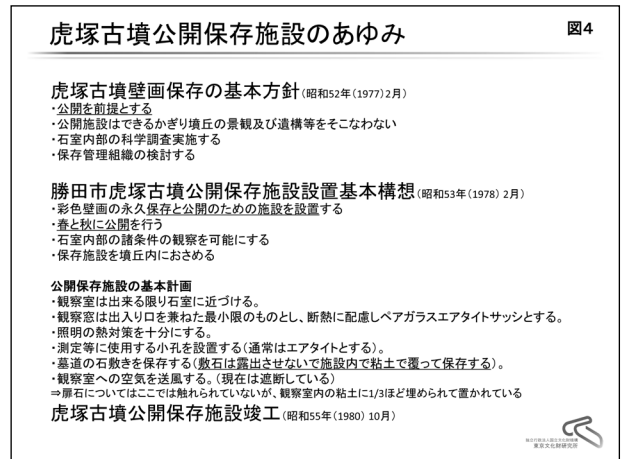 虎塚古墳公開保存施設のあゆみ
図4
虎塚古墳壁画保存の基本方針(昭和52年(1977)2月)
・公開を前提とする
・公開施設はできるかぎり墳丘の景観及び遺構等をそこなわない
・石室内部の科学調査実施する
・保存管理組織の検討する
勝田市虎塚古墳公開保存施設設置基本構想(昭和53年(1978) 2月)
・彩色壁画の永久保存と公開のための施設を設置する
・春と秋に公開を行う
・石室内部の諸条件の観察を可能にする
・保存施設を墳丘内におさめる
公開保存施設の基本計画
・観察室は出来る限り石室に近づける。
・観察窓は出入り口を兼ねた最小限のものとし、断熱に配慮しペアガラスエアタイトサッシとする。
・照明の熱対策を十分にする。
・測定等に使用する小孔を設置する(通常はエアタイトとする)。
・墓道の石敷きを保存する(敷石は露出させないで施設内で粘土で覆って保存する)。
・観察室への空気を送風する。(現在は遮断している)
⇒扉石についてはここでは触れられていないが、観察室内の粘土に1/3ほど埋められて置かれている
虎塚古墳公開保存施設竣工(昭和55年(1980) 10月)
独立行政法人国立文化財機構
東京文化財研究所